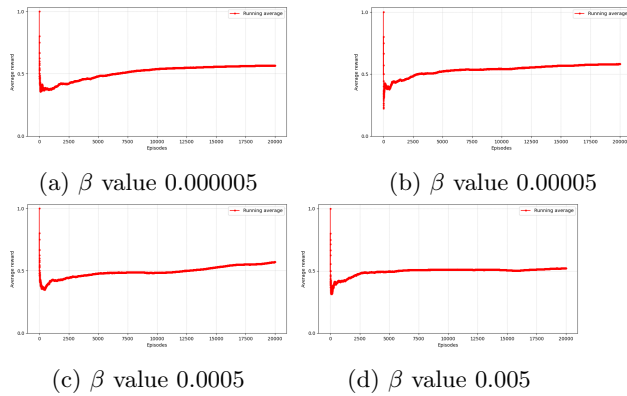 Running average
Running average
1.0
0.5
0.0
Average reward
0 2500 5000 7500 10000 12500 15000 17500 20000
Episodes
1.0
0.5
0.0
Average reward
0 2500 5000 7500 10000 12500 15000 17500 20000
Episodes
(a) β value 0.000005
(b) β value 0.00005
Running average
Running average
1.0
0.5
0.0
Average reward
0 2500 5000 7500 10000 12500 15000 17500 20000
Episodes
1.0
0.5
0.0
Average reward
0 2500 5000 7500 10000 12500 15000 17500 20000
Episodes
(c) β value 0.0005
(d) β value 0.005